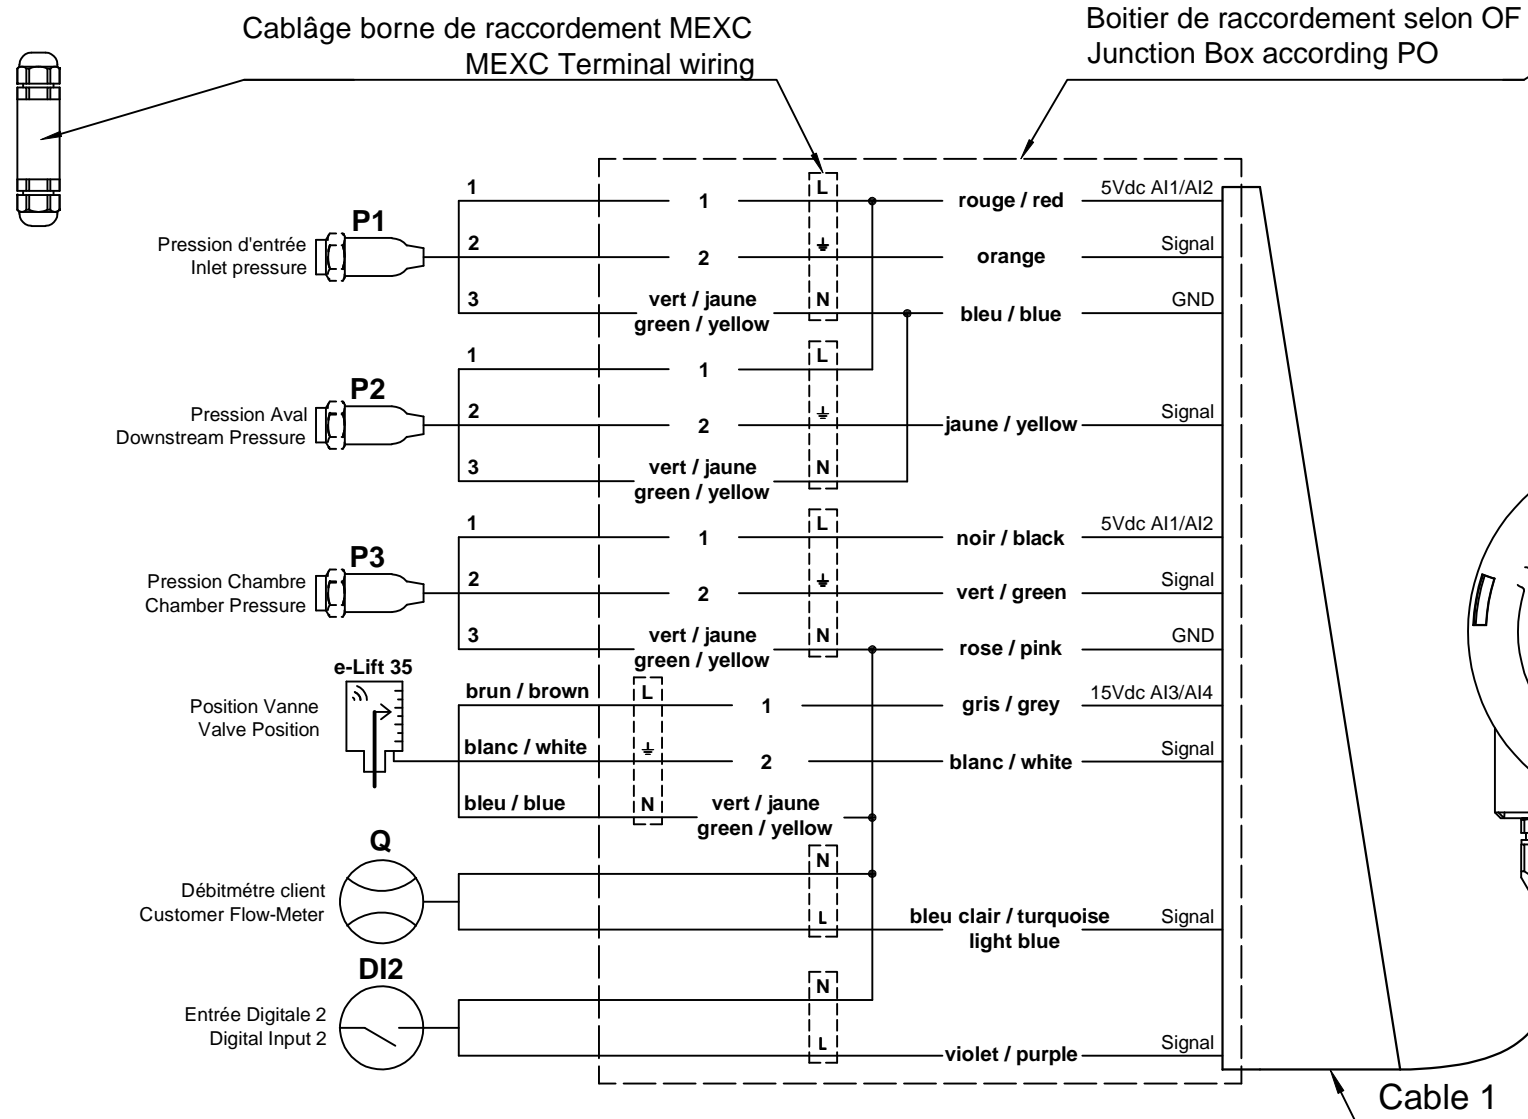 Cablâge borne de raccordement MEXC
MEXC Terminal wiring
Boitier de raccordement selon OF
Junction Box according PO
P1
Pression d'entrée
Inlet pressure
1
1
L
rouge / red
5Vdc AI1/AI2
2
2
orange
Signal
3
vert / jaune
green / yellow
N
bleu / blue
GND
P2
Pression Aval
Downstream Pressure
1
1
L
2
2
jaune / yellow
Signal
3
vert / jaune
green / yellow
N
P3
Pression Chambre
Chamber Pressure
1
1
L
noir / black
5Vdc AI1/AI2
2
2
vert / green
Signal
3
vert / jaune
green / yellow
N
rose / pink
GND
e-Lift 35
Position Vanne
Valve Position
brun / brown
L
1
gris / grey
15Vdc AI3/AI4
blanc / white
2
blanc / white
Signal
bleu / blue
N
vert / jaune
green / yellow
Q
Débitmétre client
Customer Flow-Meter
N
L
bleu clair / turquoise
light blue
Signal
DI2
Entrée Digitale 2
Digital Input 2
N
L
violet / purple
Signal
Cable 1